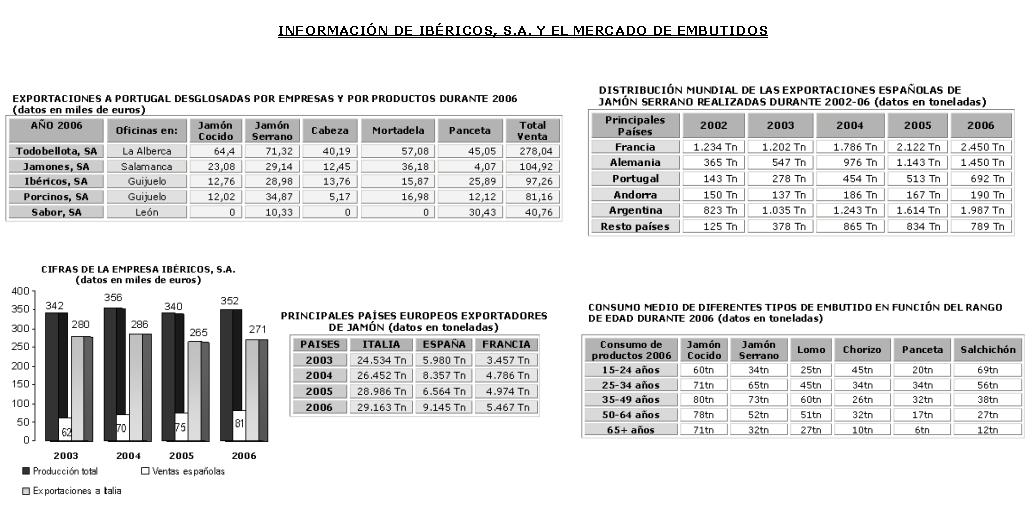 INFORMACIÓN DE IBÉRICOS, S.A. Y EL MERCADO DE EMBUTIDOS
EXPORTACIONES A PORTUGAL DESGLOSADAS POR EMPRESAS Y POR PRODUCTOS DURANTE 2006
(datos en miles de euros)
AÑO 2006 Oficinas en: Jamón Cocido Jamón Serrano Cabeza Mortadela Panceta Total Venta
Todobellota, SA La Alberca 64,4 71,32 40,19 57,08 45,05 278,04
Jamones, SA Salamanca 23,08 29,14 12,45 36,18 4,07 104,92
Ibéricos, SA Guijuelo 12,76 28,98 13,76 15,87 25,89 97,26
Porcinos, SA Guijuelo 12,02 34,87 5,17 16,98 12,12 81,16
Sabor, SA León 0 10,33 0 0 30,43 40,76
DISTRIBUCIÓN MUNDIAL DE LAS EXPORTACIONES ESPAÑOLAS DE
JAMÓN SERRANO REALIZADAS DURANTE 2002-06 (datos en toneladas)
Principales Países 2002 2003 2004 2005 2006
Francia 1.234 Tn 1.202 Tn 1.786 Tn 2.122 Tn 2.450 Tn
Alemania 365 Tn 547 Tn 976 Tn 1.143 Tn 1.450 Tn
Portugal 143 Tn 278 Tn 454 Tn 513 Tn 692 Tn
Andorra 150 Tn 137 Tn 186 Tn 167 Tn 190 Tn
Argentina 823 Tn 1.035 Tn 1.243 Tn 1.614 Tn 1.987 Tn
Resto países 125 Tn 378 Tn 865 Tn 834 Tn 789 Tn
CIFRAS DE LA EMPRESA IBÉRICOS, S.A.
(datos en miles de euros)
400
350
300
250
200
150
100
50
0
342 62 280
356 70 286
340 75 265
352 81 271
2003 2004 2005 2006
Producción total Ventas españolas
Exportaciones a Italia
PRINCIPALES PAÍSES EUROPEOS EXPORTADORES
DE JAMÓN (datos en toneladas)
PAISES ITALIA ESPAÑA FRANCIA
2003 24.534 Tn 5.980 Tn 3.457 Tn
2004 26.452 Tn 8.357 Tn 4.786 Tn
2005 28.986 Tn 6.564 Tn 4.974 Tn
2006 29.163 Tn 9.145 Tn 5.467 Tn
CONSUMO MEDIO DE DIFERENTES TIPOS DE EMBUTIDO EN FUNCIÓN DEL RANGO
DE EDAD DURANTE 2006 (datos en toneladas)
Consumo de productos 2006 Jamón Cocido Jamón Serrano Lomo Chorizo Panceta Salchichón
15-24 años 60tn 34tn 25tn 45tn 20tn 69tn
25-34 años 71tn 65tn 45tn 34tn 34tn 56tn
35-49 años 80tn 73tn 60tn 26tn 32tn 38tn
50-64 años 78tn 52tn 51tn 32tn 17tn 27tn
65+ años 71tn 32tn 27tn 10tn 6tn 12tn